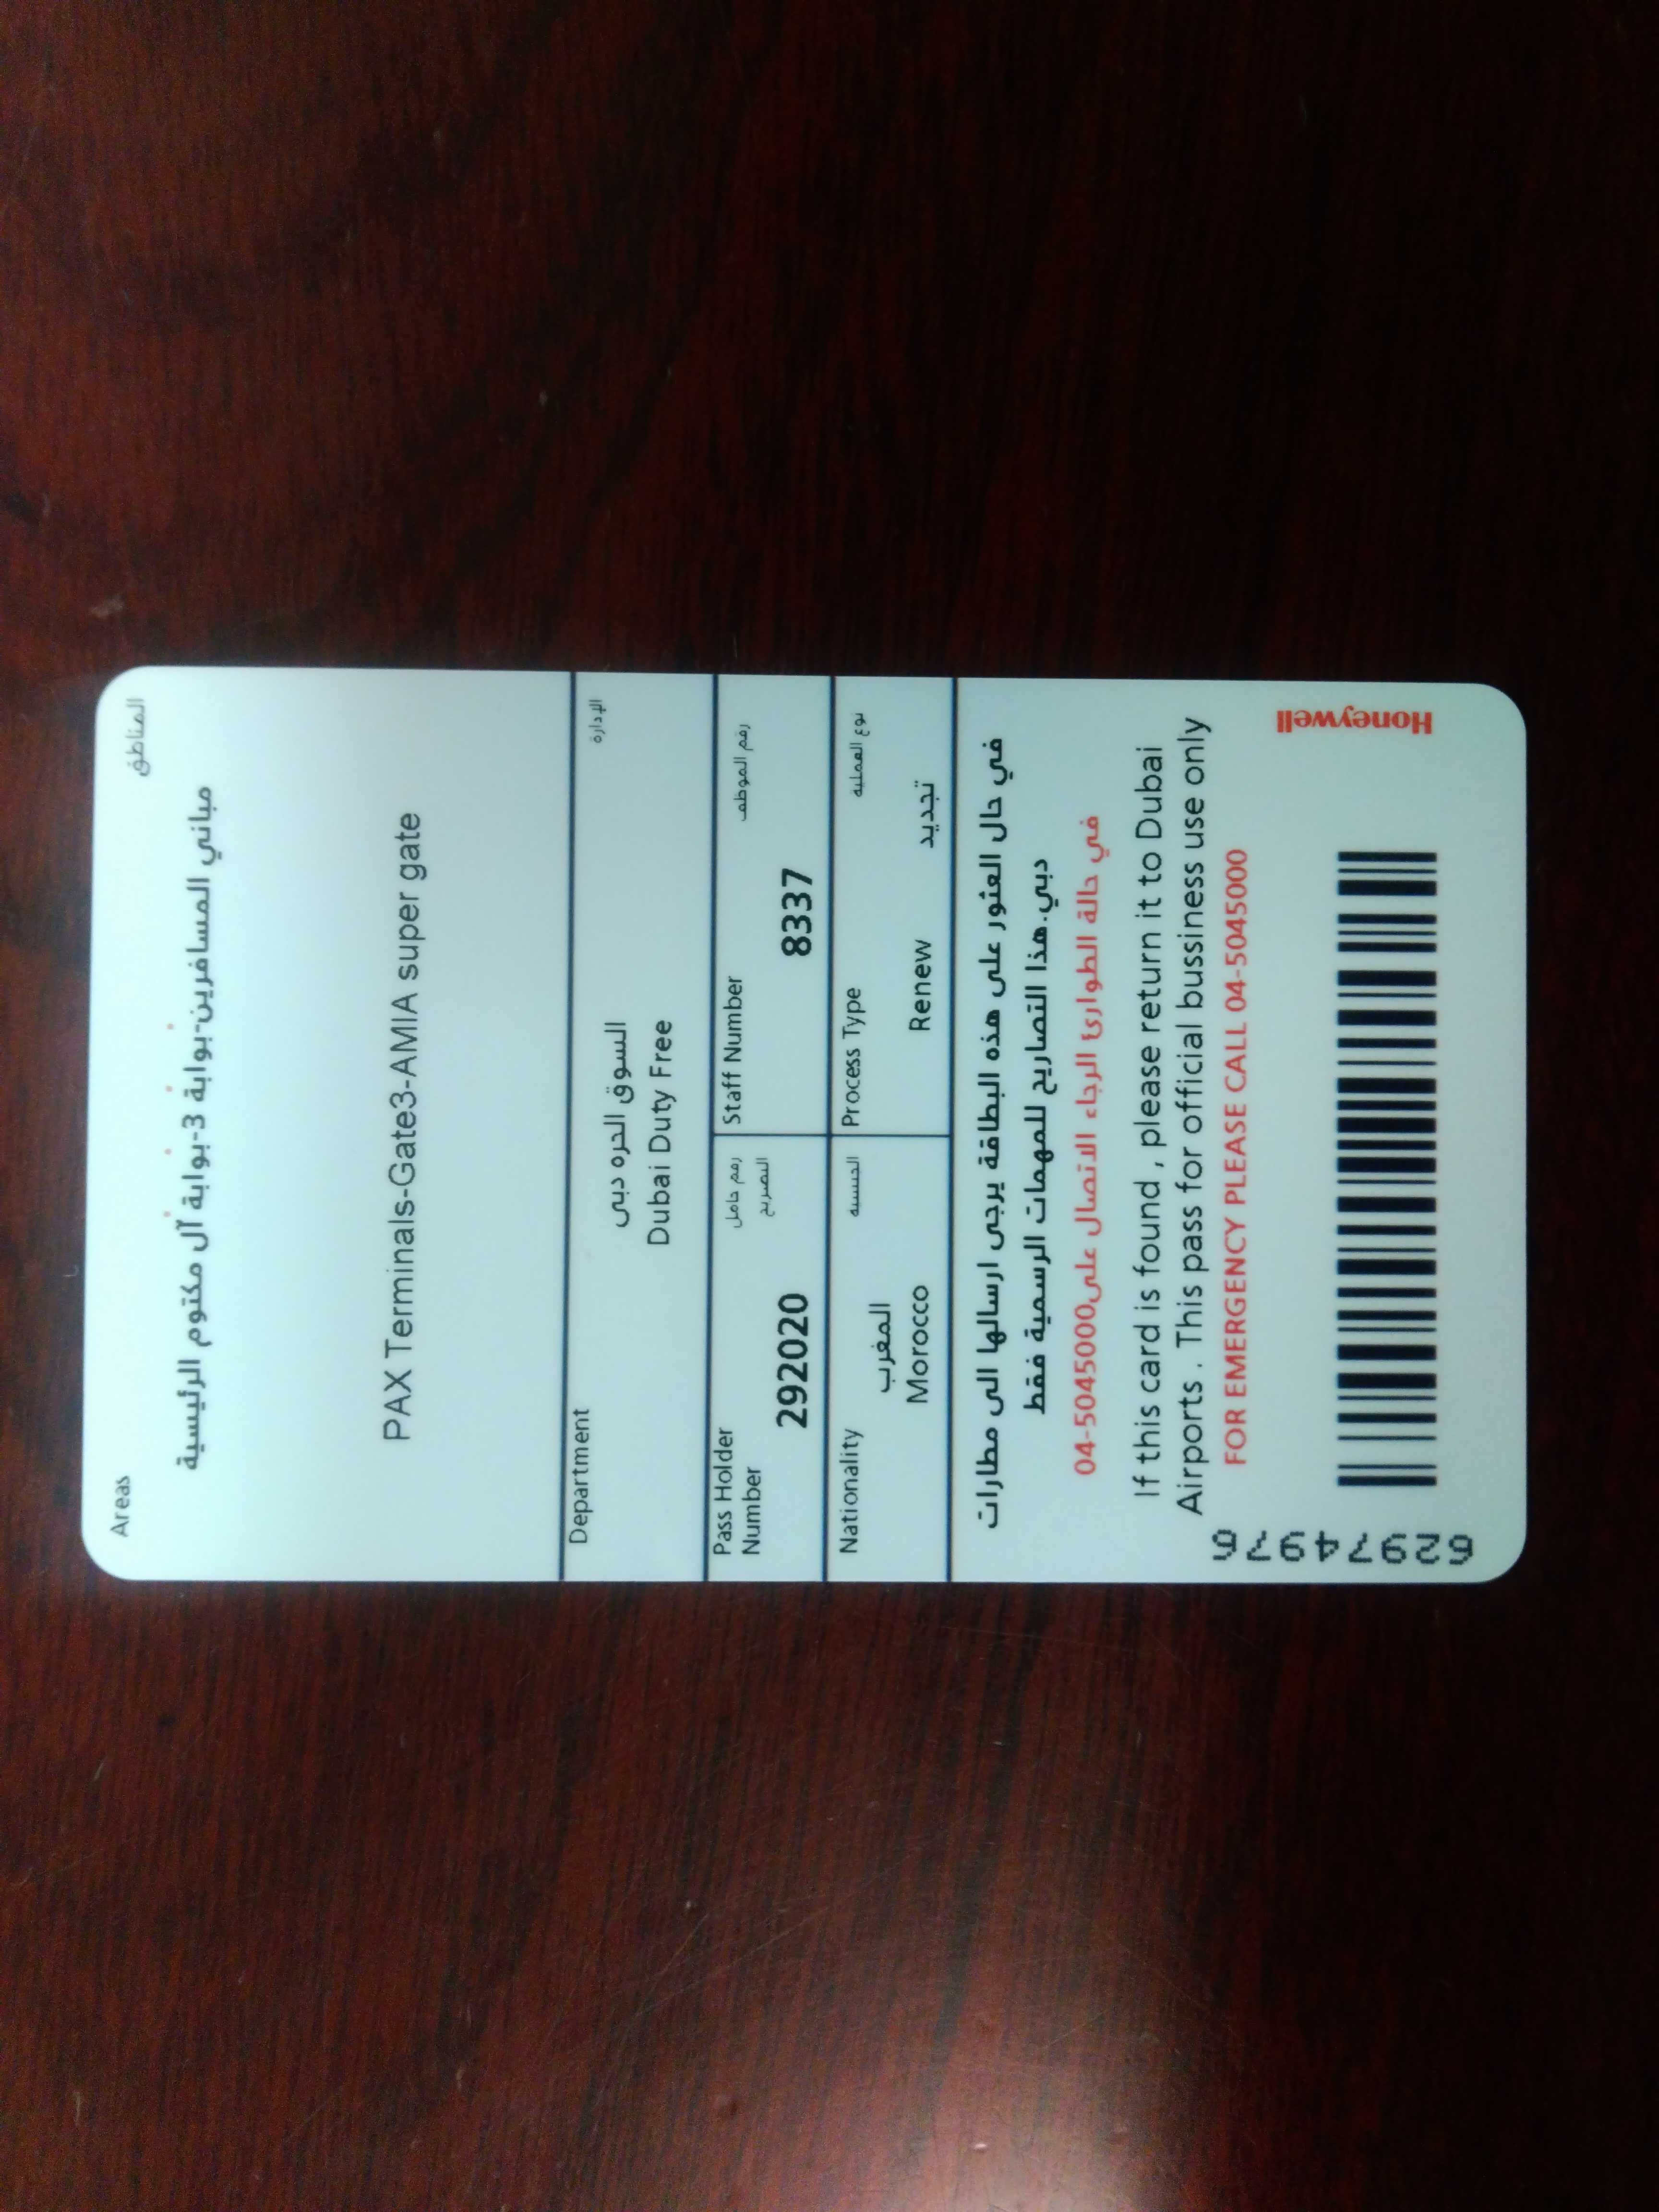 Areas المناطق
مباني المسافرين-بوابة 3-بوابة آل مكتوم الرئيسية
PAX Terminals-Gate3-AMIA super gate
Department الإدارة
السوق الحره دبى
Dubai Duty Free
Pass Holder Number رقم حامل التصريح
292020
Staff Number رقم الموظف
8337
Nationality الجنسية
المغرب
Morocco
Process Type نوع العملية
Renew تجديد
في حال العثور على هذه البطاقة يرجى ارسالها الى مطارات
دبي.هذا التصاريح للمهمات الرسمية فقط
في حالة الطوارئ الرجاء الاتصال على04-5045000
If this card is found , please return it to Dubai
Airports . This pass for official bussiness use only
FOR EMERGENCY PLEASE CALL 04-5045000
62974976
Honeywell